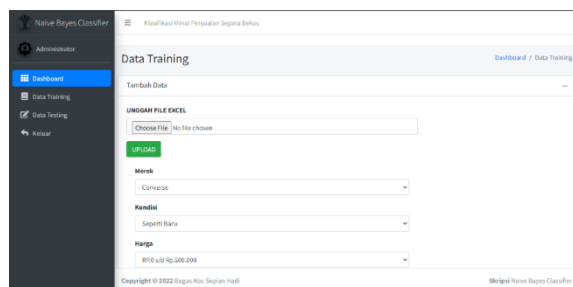 Naive Bayes Classifier
Klasifikasi Minat Penjualan Sepatu Bekas
Administrator
Dashboard
Data Training
Data Testing
Keluar
Data Training
Dashboard / Data Training
Tambah Data
UNGGAH FILE EXCEL
Choose File No file chosen
UPLOAD
Merek
Converse
Kondisi
Seperti Baru
Harga
RP.0 s/d Rp.500.000
Copyright © 2022 Bagus Abu Sepian Hadi
Skripsi Naive Bayes Classifier